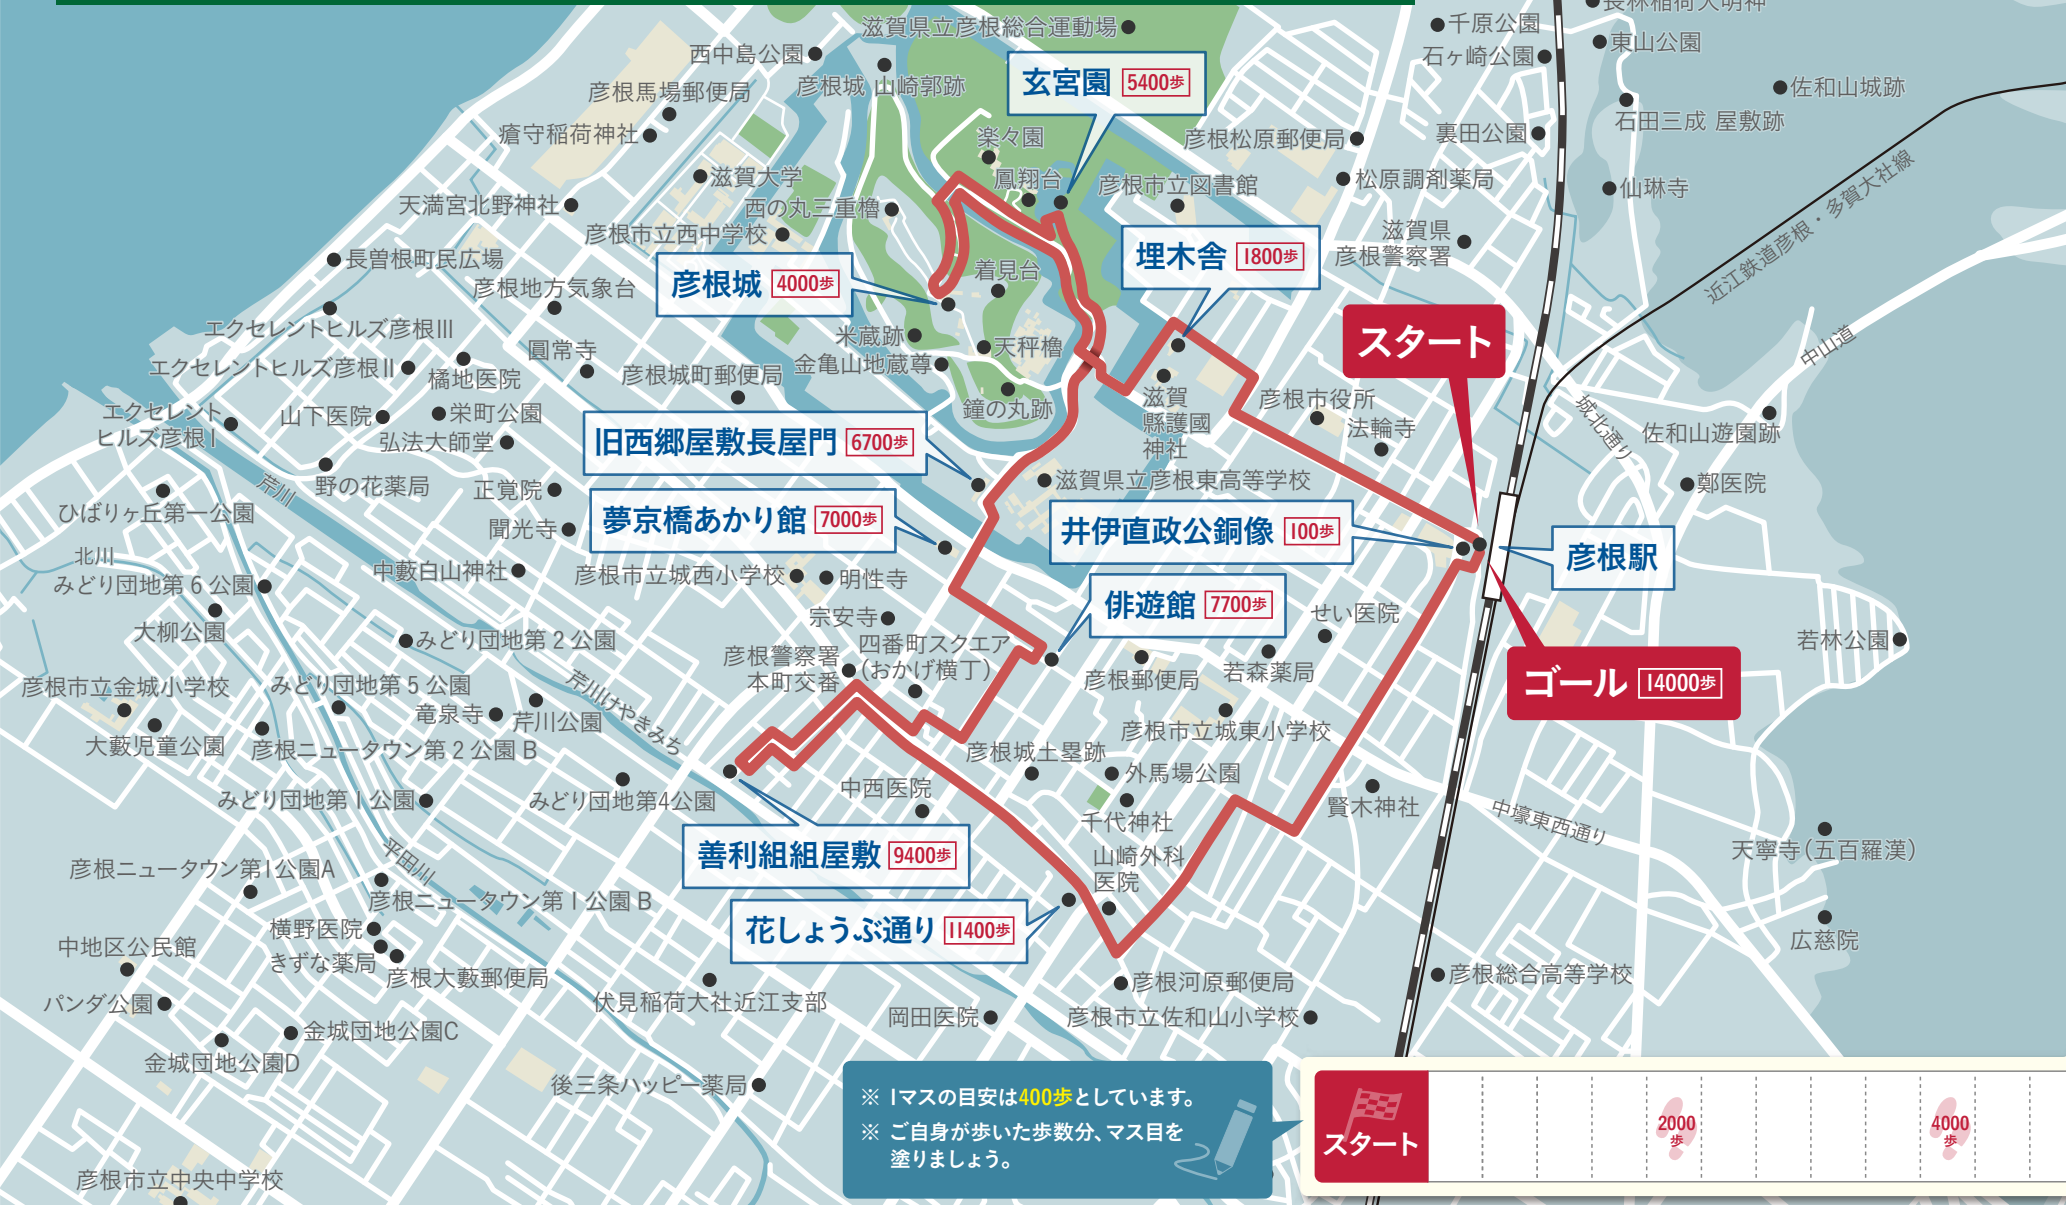 滋賀県立彦根総合運動場
千原公園
長林稲荷大明神
西中島公園
石ヶ崎公園
東山公園
彦根馬場郵便局
彦根城 山崎郭跡
玄宮園 5400歩
佐和山城跡
瘡守稲荷神社
楽々園
彦根松原郵便局
裏田公園
石田三成 屋敷跡
滋賀大学
鳳翔台
彦根市立図書館
松原調剤薬局
仙琳寺
近江鉄道彦根・多賀大社線
天満宮北野神社
西の丸三重櫓
彦根市立西中学校
滋賀県
彦根警察署
長曽根町民広場
彦根城 4000歩
着見台
埋木舎 1800歩
彦根地方気象台
スタート
エクセレントヒルズ彦根III
米蔵跡
天秤櫓
圓常寺
金亀山地蔵尊
中山道
エクセレントヒルズ彦根II
橘地医院
彦根城町郵便局
鐘の丸跡
滋賀
縣護國
神社
彦根市役所
城北通り
エクセレント
ヒルズ彦根I
山下医院
栄町公園
法輪寺
佐和山遊園跡
弘法大師堂
旧西郷屋敷長屋門 6700歩
芹川
野の花薬局
正覚院
滋賀県立彦根東高等学校
鄭医院
ひばりヶ丘第一公園
聞光寺
夢京橋あかり館 7000歩
井伊直政公銅像 100歩
北川
彦根駅
みどり団地第6公園
中藪白山神社
彦根市立城西小学校
明性寺
俳遊館 7700歩
せい医院
大柳公園
みどり団地第2公園
宗安寺
四番町スクエア
(おかげ横丁)
若林公園
彦根警察署
本町交番
彦根郵便局
若森薬局
ゴール 14000歩
彦根市立金城小学校
みどり団地第5公園
芹川けやきみち
竜泉寺
芹川公園
大藪児童公園
彦根ニュータウン第2公園B
彦根城土塁跡
彦根市立城東小学校
みどり団地第1公園
みどり団地第4公園
中西医院
外馬場公園
賢木神社
中壕東西通り
千代神社
平田川
善利組組屋敷 9400歩
山崎外科
医院
天寧寺(五百羅漢)
彦根ニュータウン第1公園A
彦根ニュータウン第1公園B
横野医院
花しょうぶ通り 11400歩
広慈院
中地区公民館
きずな薬局
彦根大藪郵便局
彦根河原郵便局
彦根総合高等学校
パンダ公園
伏見稲荷大社近江支部
岡田医院
彦根市立佐和山小学校
金城団地公園C
金城団地公園D
後三条ハッピー薬局
※ 1マスの目安は400歩としています。
※ ご自身が歩いた歩数分、マス目を
塗りましょう。
スタート
2000
歩
4000
歩
彦根市立中央中学校